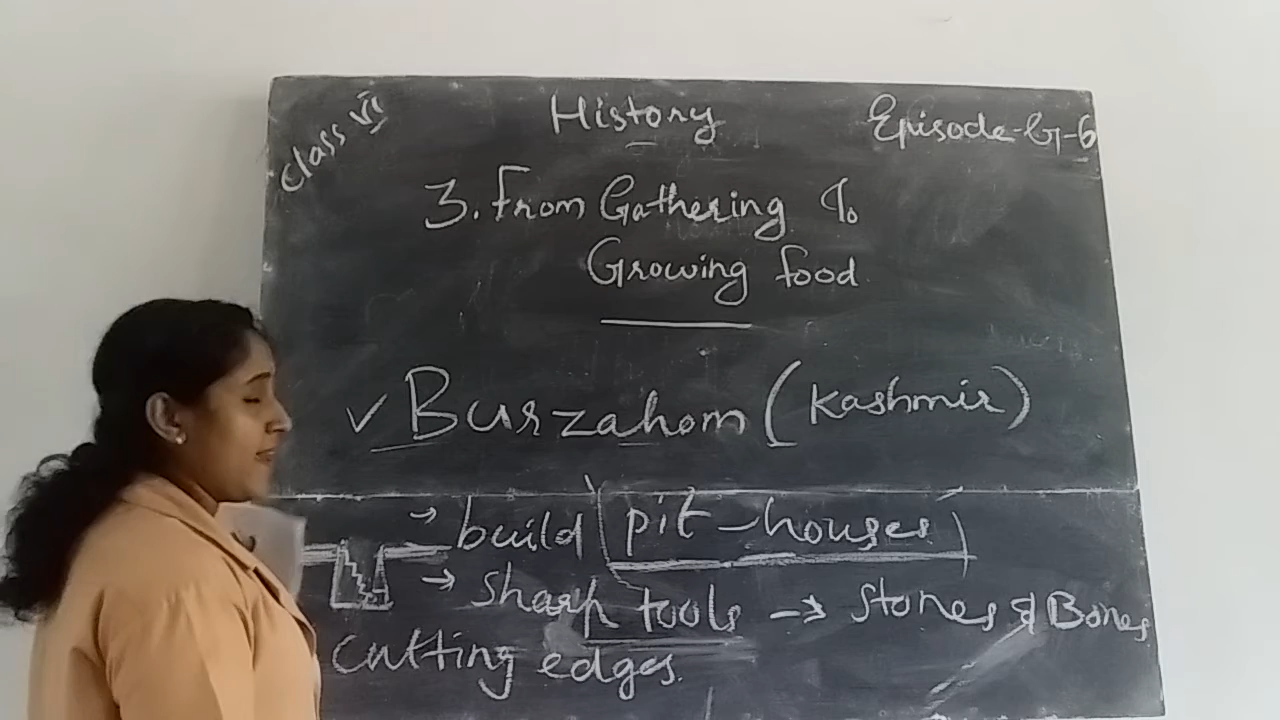 Class VI History Episode-G-6
3. From Gathering to
Growing food
✓ Burzahom (Kashmir)
→ build pit-houses
→ sharp tools → Stones & Bones
cutting edges.